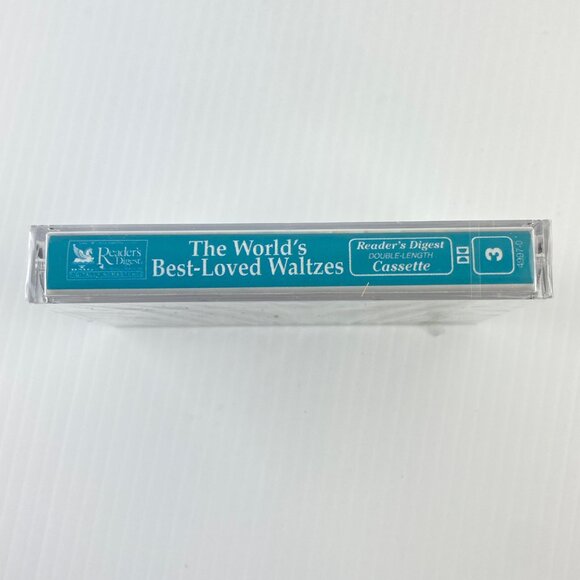 Reader's
Digest
The World's
Best-Loved Waltzes
Reader's Digest
DOUBLE-LENGTH
Cassette
3